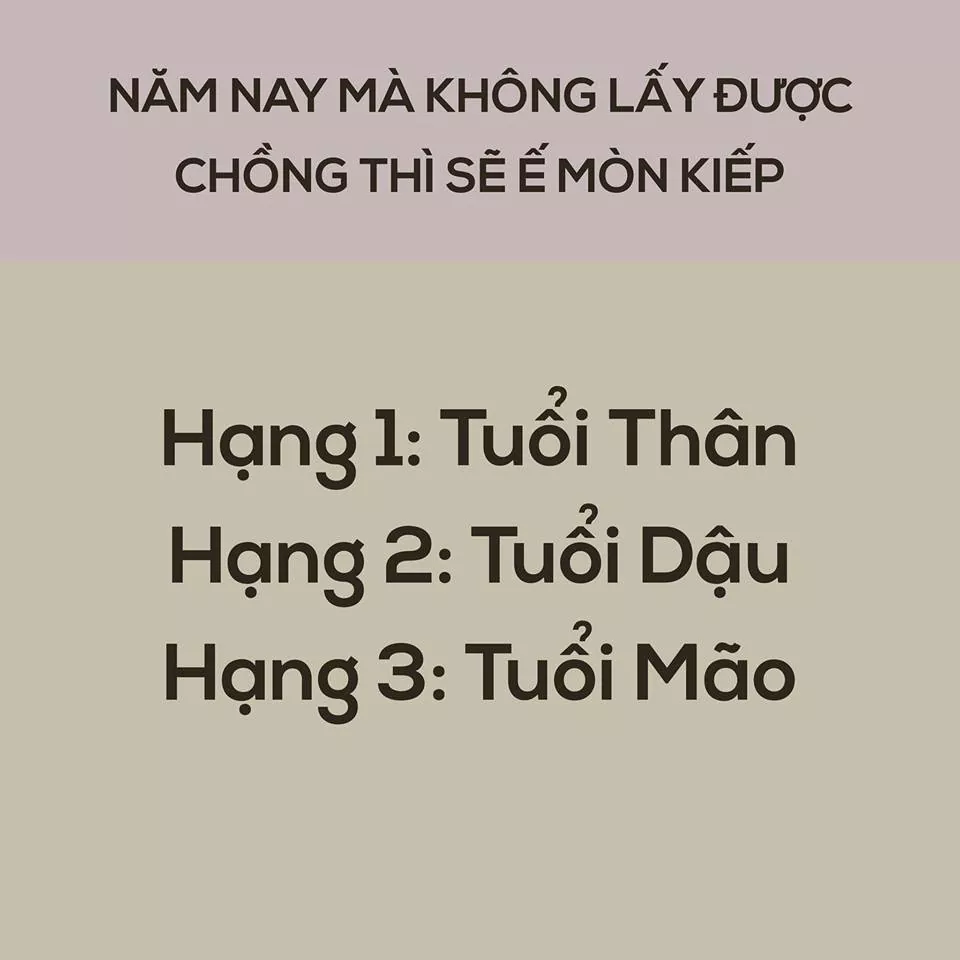 NĂM NAY MÀ KHÔNG LẤY ĐƯỢC
CHỒNG THÌ SẼ Ế MÒN KIẾP
Hạng 1: Tuổi Thân
Hạng 2: Tuổi Dậu
Hạng 3: Tuổi Mão